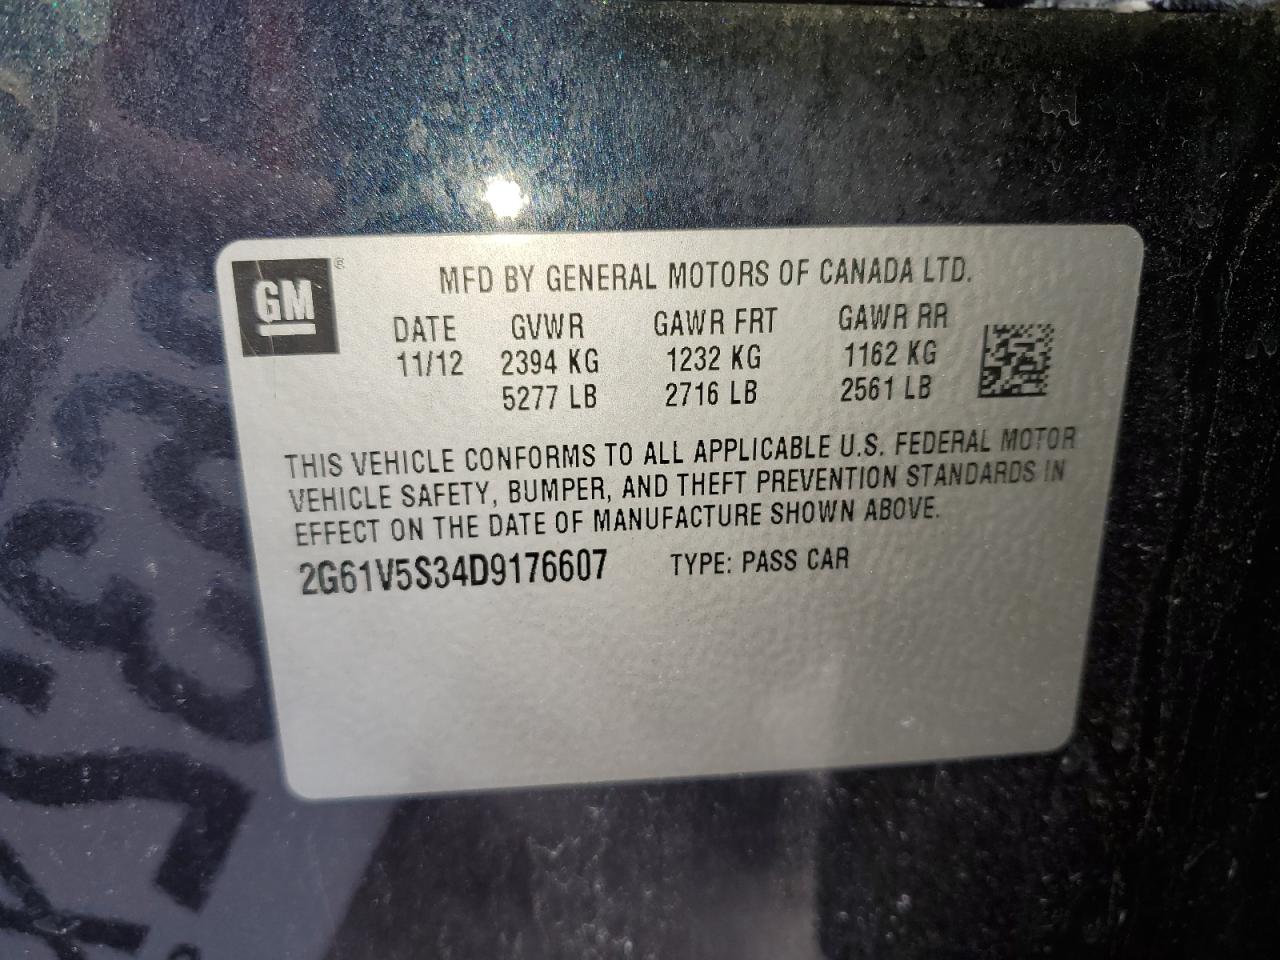 GM ®
MFD BY GENERAL MOTORS OF CANADA LTD.
DATE GVWR GAWR FRT GAWR RR
11/12 2394 KG 1232 KG 1162 KG
5277 LB 2716 LB 2561 LB
THIS VEHICLE CONFORMS TO ALL APPLICABLE U.S. FEDERAL MOTOR
VEHICLE SAFETY, BUMPER, AND THEFT PREVENTION STANDARDS IN
EFFECT ON THE DATE OF MANUFACTURE SHOWN ABOVE.
2G61V5S34D9176607 TYPE: PASS CAR